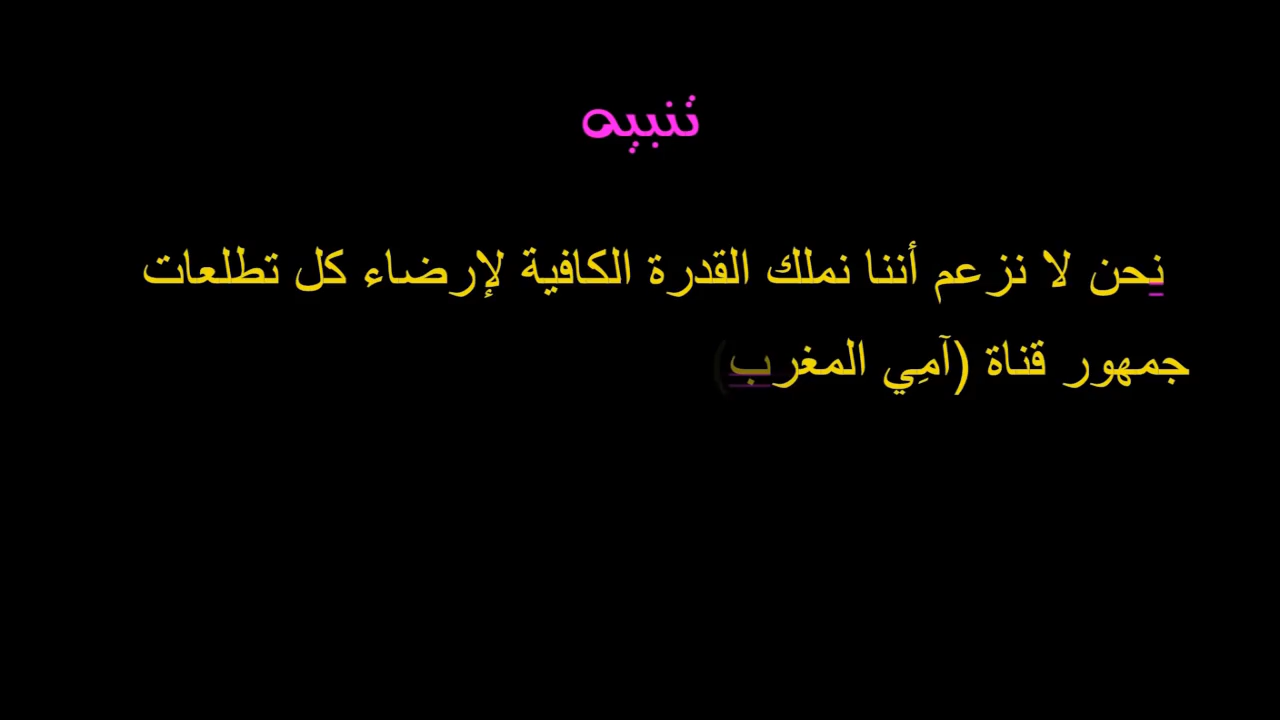 تنبيه
نحن لا نزعم أننا نملك القدرة الكافية لإرضاء كل تطلعات
جمهور قناة (آمِي المغرب)